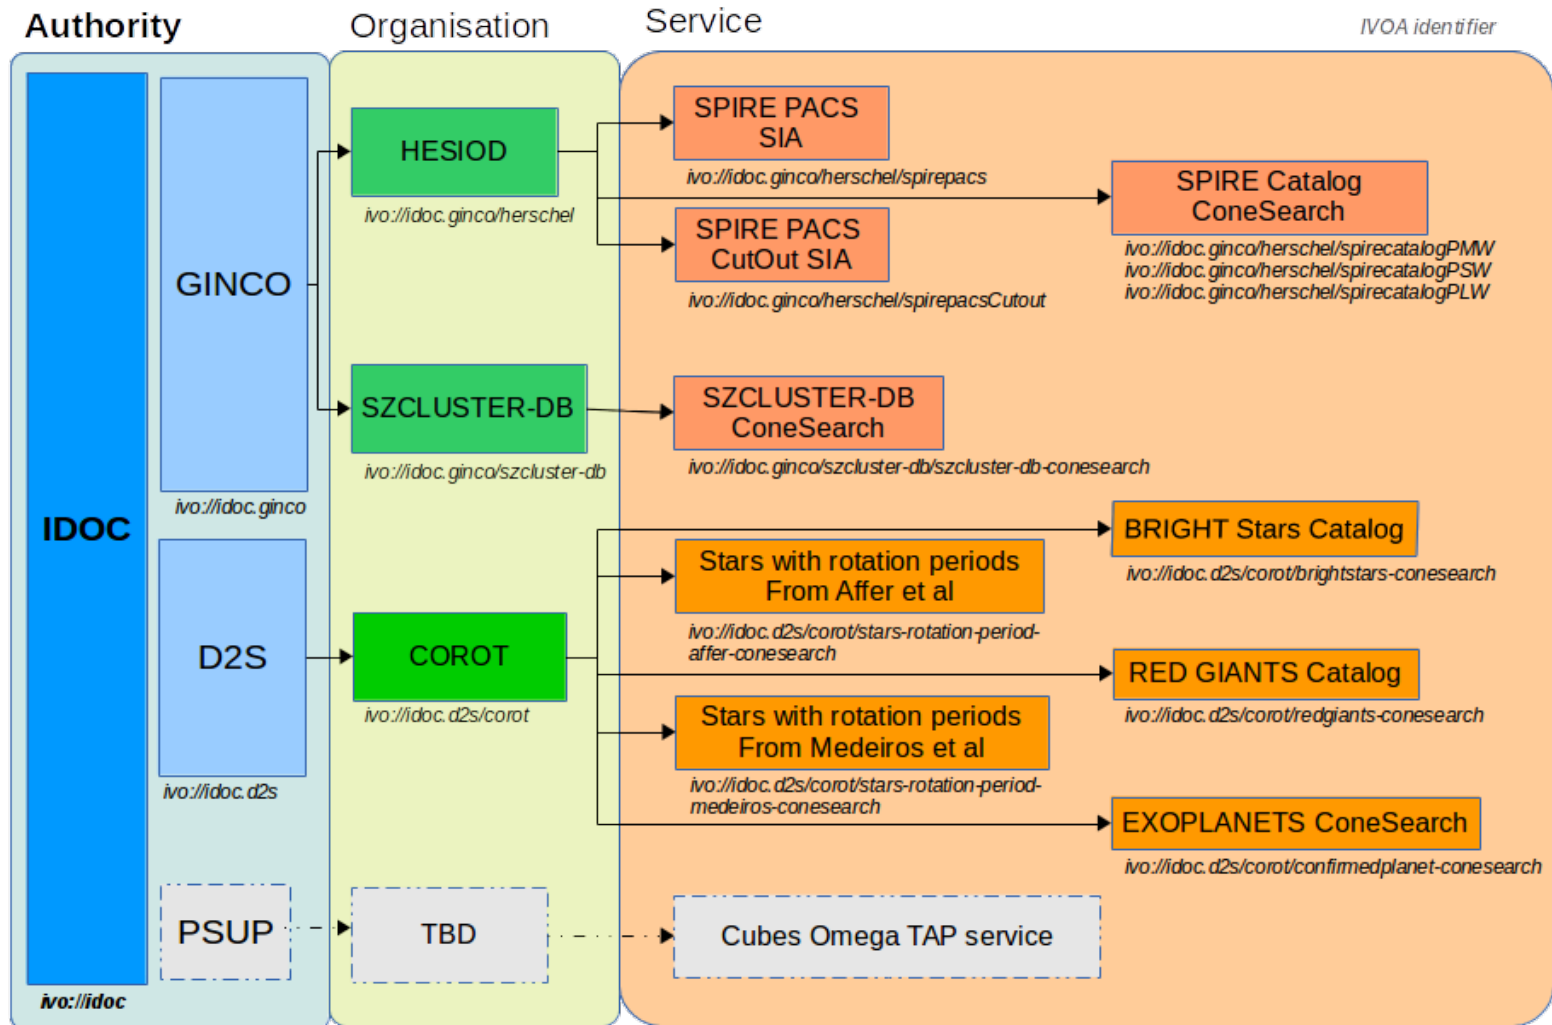 Authority
Organisation
Service
IVOA identifier
IDOC
ivo://idoc
GINCO
ivo://idoc.ginco
HESIOD
ivo://idoc.ginco/herschel
SPIRE PACS
SIA
ivo://idoc.ginco/herschel/spirepacs
SPIRE Catalog
ConeSearch
ivo://idoc.ginco/herschel/spirecatalogPMW
ivo://idoc.ginco/herschel/spirecatalogPSW
ivo://idoc.ginco/herschel/spirecatalogPLW
SPIRE PACS
CutOut SIA
ivo://idoc.ginco/herschel/spirepacsCutout
SZCLUSTER-DB
ivo://idoc.ginco/szcluster-db
SZCLUSTER-DB
ConeSearch
ivo://idoc.ginco/szcluster-db/szcluster-db-conesearch
D2S
ivo://idoc.d2s
COROT
ivo://idoc.d2s/corot
BRIGHT Stars Catalog
ivo://idoc.d2s/corot/brightstars-conesearch
Stars with rotation periods
From Affer et al
ivo://idoc.d2s/corot/stars-rotation-period-
affer-conesearch
RED GIANTS Catalog
ivo://idoc.d2s/corot/redgiants-conesearch
Stars with rotation periods
From Medeiros et al
ivo://idoc.d2s/corot/stars-rotation-period-
medeiros-conesearch
EXOPLANETS ConeSearch
ivo://idoc.d2s/corot/confirmedplanet-conesearch
PSUP
TBD
Cubes Omega TAP service